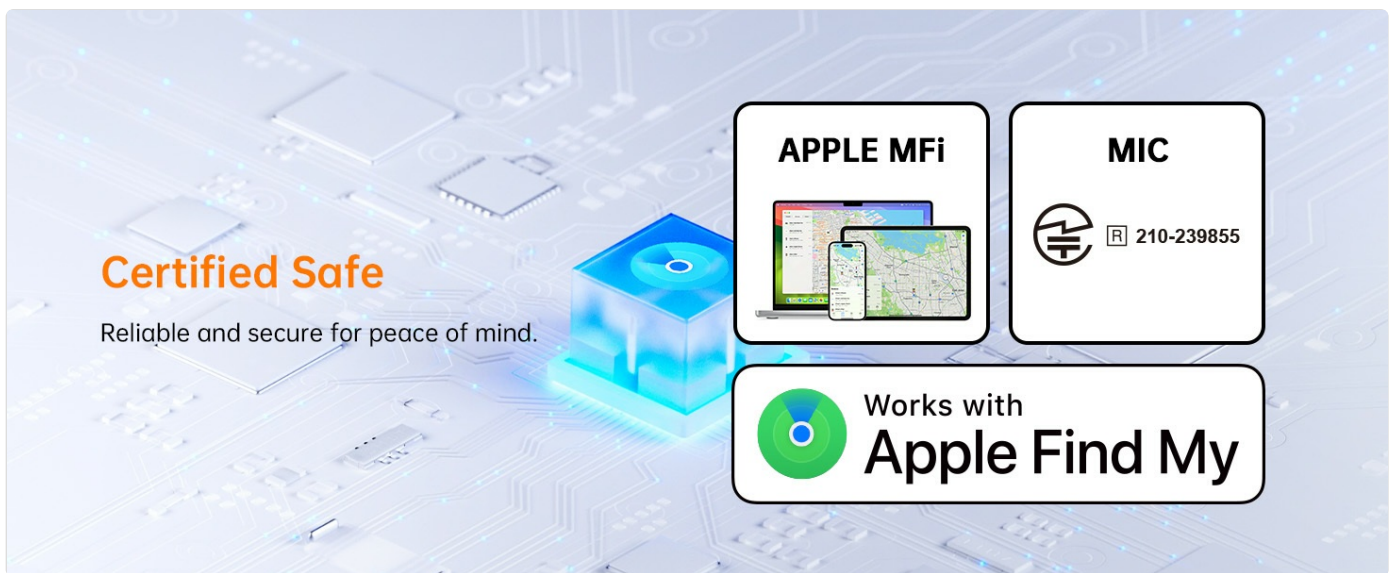 Certified Safe
Reliable and secure for peace of mind.
APPLE MFi
MIC
R 210-239855
Works with
Apple Find My